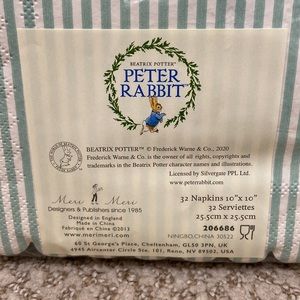 BEATRIX POTTER™
PETER
RABBIT™
BEATRIX POTTER™ © Frederick Warne & Co., 2020
Frederick Warne & Co. is the owner of all rights, copyrights and
trademarks in the Beatrix Potter character names and illustrations.
Licensed by Silvergate PPL Ltd.
www.peterrabbit.com
Meri Meri
Designers & Publishers since 1985
Designed in England
Made in China
Fabriqué en China ©2013
www.merimeri.com
32 Napkins 10"x 10"
32 Serviettes
25.5cm x 25.5cm
206686
NINGBO,CHINA 30522
60 St George's Place, Cheltenham, GL50 3PN, UK
4945 Aircenter Circle Ste. 101, Reno, NV 89502, USA